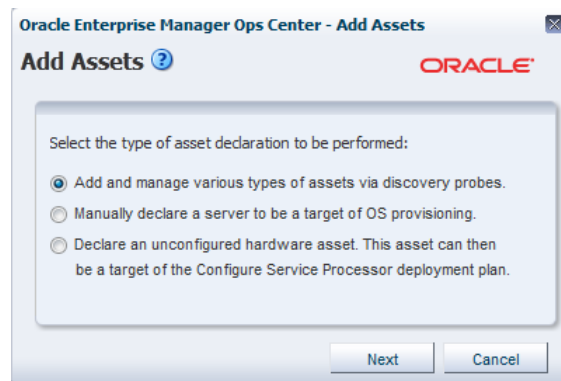 Oracle Enterprise Manager Ops Center - Add Assets
Add Assets ?
ORACLE
Select the type of asset declaration to be performed:
Add and manage various types of assets via discovery probes.
Manually declare a server to be a target of OS provisioning.
Declare an unconfigured hardware asset. This asset can then
be a target of the Configure Service Processor deployment plan.
Next Cancel